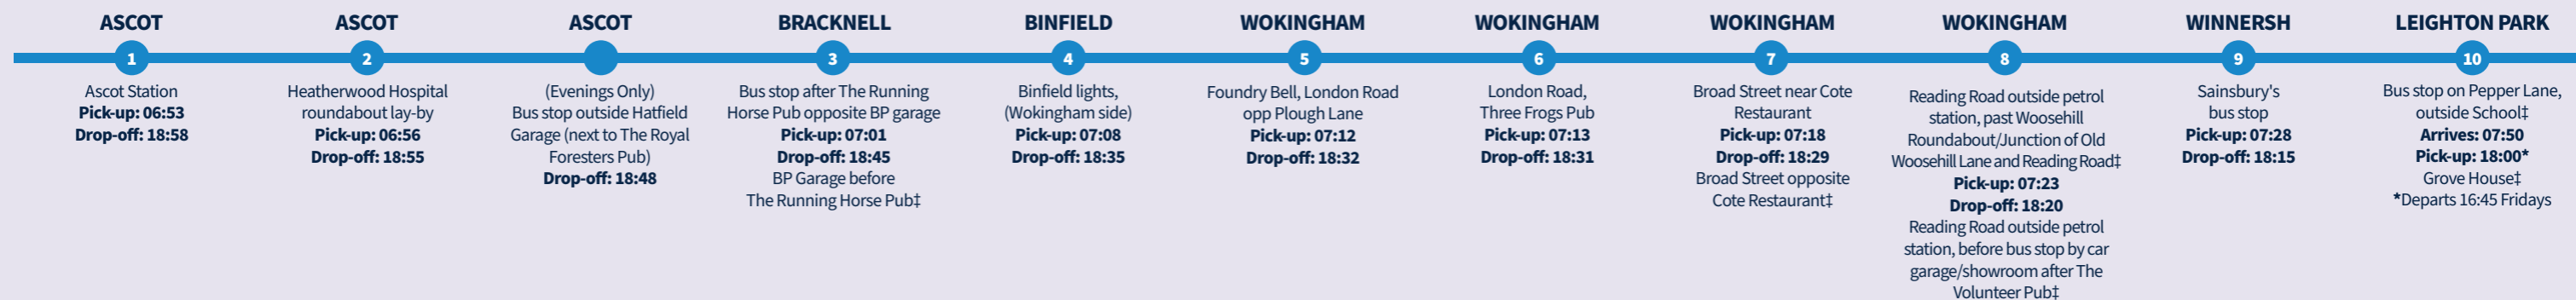 ASCOT
1
Ascot Station
Pick-up: 06:53
Drop-off: 18:58
ASCOT
2
Heatherwood Hospital
roundabout lay-by
Pick-up: 06:56
Drop-off: 18:55
ASCOT
(Evenings Only)
Bus stop outside Hatfield
Garage (next to The Royal
Foresters Pub)
Drop-off: 18:48
BRACKNELL
3
Bus stop after The Running
Horse Pub opposite BP garage
Pick-up: 07:01
Drop-off: 18:45
BP Garage before
The Running Horse Pub‡
BINFIELD
4
Binfield lights,
(Wokingham side)
Pick-up: 07:08
Drop-off: 18:35
WOKINGHAM
5
Foundry Bell, London Road
opp Plough Lane
Pick-up: 07:12
Drop-off: 18:32
WOKINGHAM
6
London Road,
Three Frogs Pub
Pick-up: 07:13
Drop-off: 18:31
WOKINGHAM
7
Broad Street near Cote
Restaurant
Pick-up: 07:18
Drop-off: 18:29
Broad Street opposite
Cote Restaurant‡
WOKINGHAM
8
Reading Road outside petrol
station, past Woosehill
Roundabout/Junction of Old
Woosehill Lane and Reading Road‡
Pick-up: 07:23
Drop-off: 18:20
Reading Road outside petrol
station, before bus stop by car
garage/showroom after The
Volunteer Pub‡
WINNERSH
9
Sainsbury's
bus stop
Pick-up: 07:28
Drop-off: 18:15
LEIGHTON PARK
10
Bus stop on Pepper Lane,
outside School‡
Arrives: 07:50
Pick-up: 18:00*
Grove House‡
*Departs 16:45 Fridays